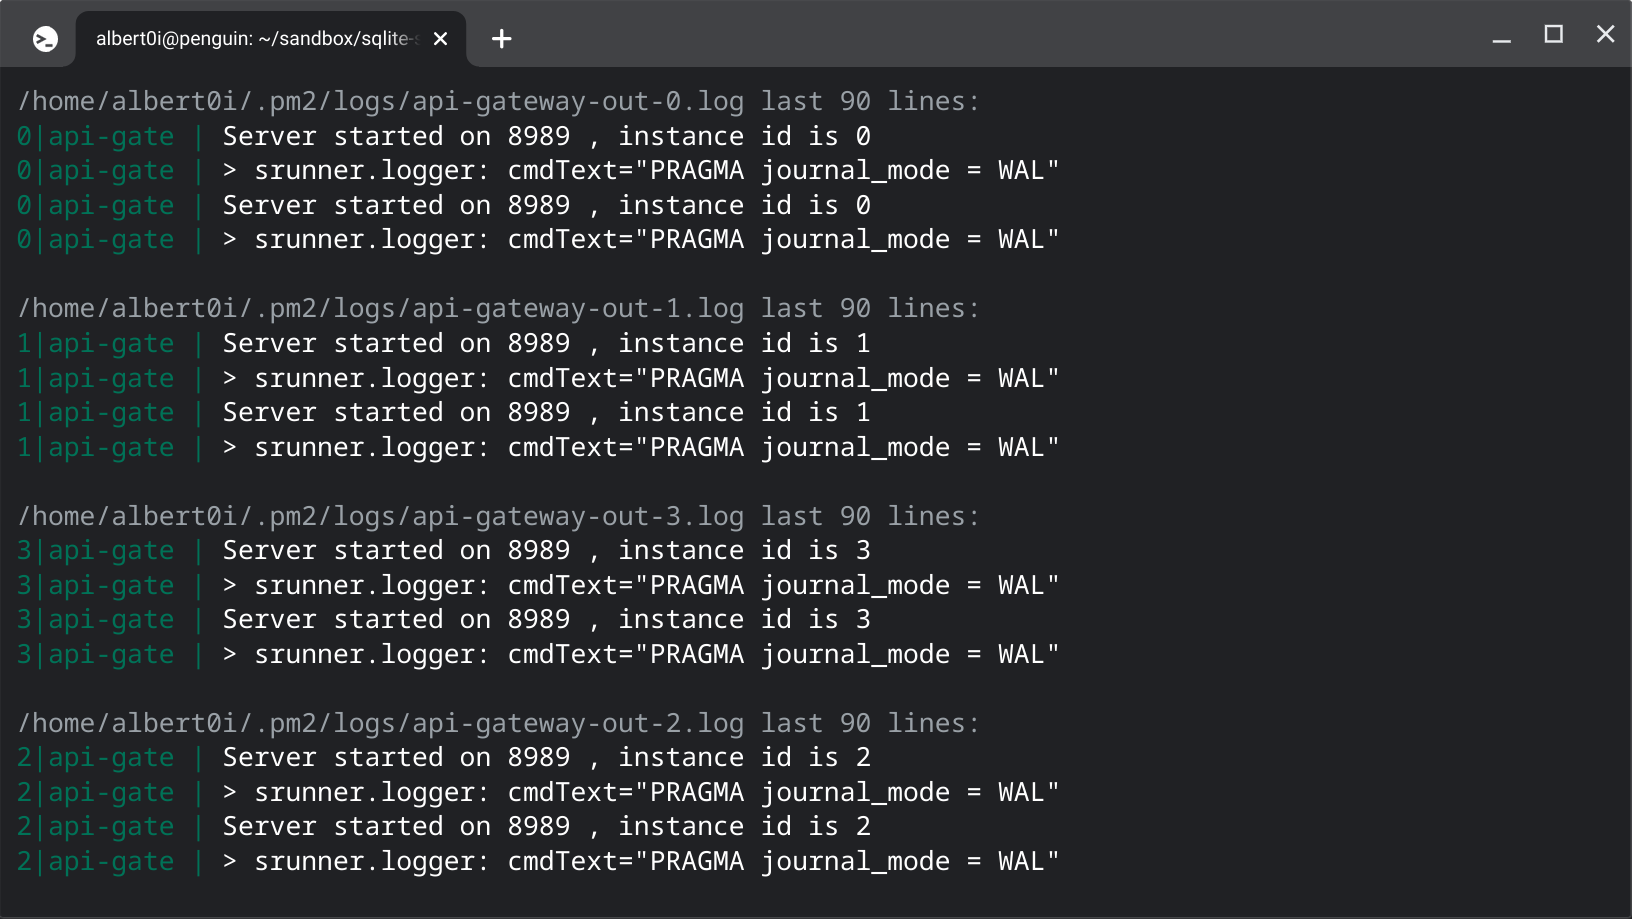 albert0i@penguin: ~/sandbox/sqlite-
/home/albert0i/.pm2/logs/api-gateway-out-0.log last 90 lines:
0|api-gate | Server started on 8989 , instance id is 0
0|api-gate | > srunner.logger: cmdText="PRAGMA journal_mode = WAL"
0|api-gate | Server started on 8989 , instance id is 0
0|api-gate | > srunner.logger: cmdText="PRAGMA journal_mode = WAL"
/home/albert0i/.pm2/logs/api-gateway-out-1.log last 90 lines:
1|api-gate | Server started on 8989 , instance id is 1
1|api-gate | > srunner.logger: cmdText="PRAGMA journal_mode = WAL"
1|api-gate | Server started on 8989 , instance id is 1
1|api-gate | > srunner.logger: cmdText="PRAGMA journal_mode = WAL"
/home/albert0i/.pm2/logs/api-gateway-out-3.log last 90 lines:
3|api-gate | Server started on 8989 , instance id is 3
3|api-gate | > srunner.logger: cmdText="PRAGMA journal_mode = WAL"
3|api-gate | Server started on 8989 , instance id is 3
3|api-gate | > srunner.logger: cmdText="PRAGMA journal_mode = WAL"
/home/albert0i/.pm2/logs/api-gateway-out-2.log last 90 lines:
2|api-gate | Server started on 8989 , instance id is 2
2|api-gate | > srunner.logger: cmdText="PRAGMA journal_mode = WAL"
2|api-gate | Server started on 8989 , instance id is 2
2|api-gate | > srunner.logger: cmdText="PRAGMA journal_mode = WAL"